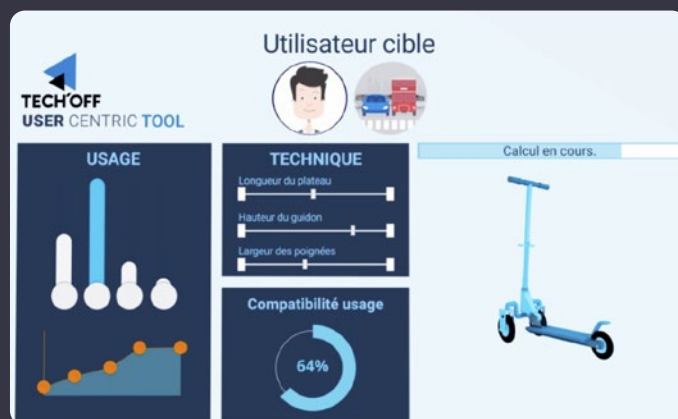 Utilisateur cible
TECH'OFF
USER CENTRIC TOOL
USAGE
TECHNIQUE
Longueur du plateau
Hauteur du guidon
Largeur des poignées
Compatibilité usage
64%
Calcul en cours.